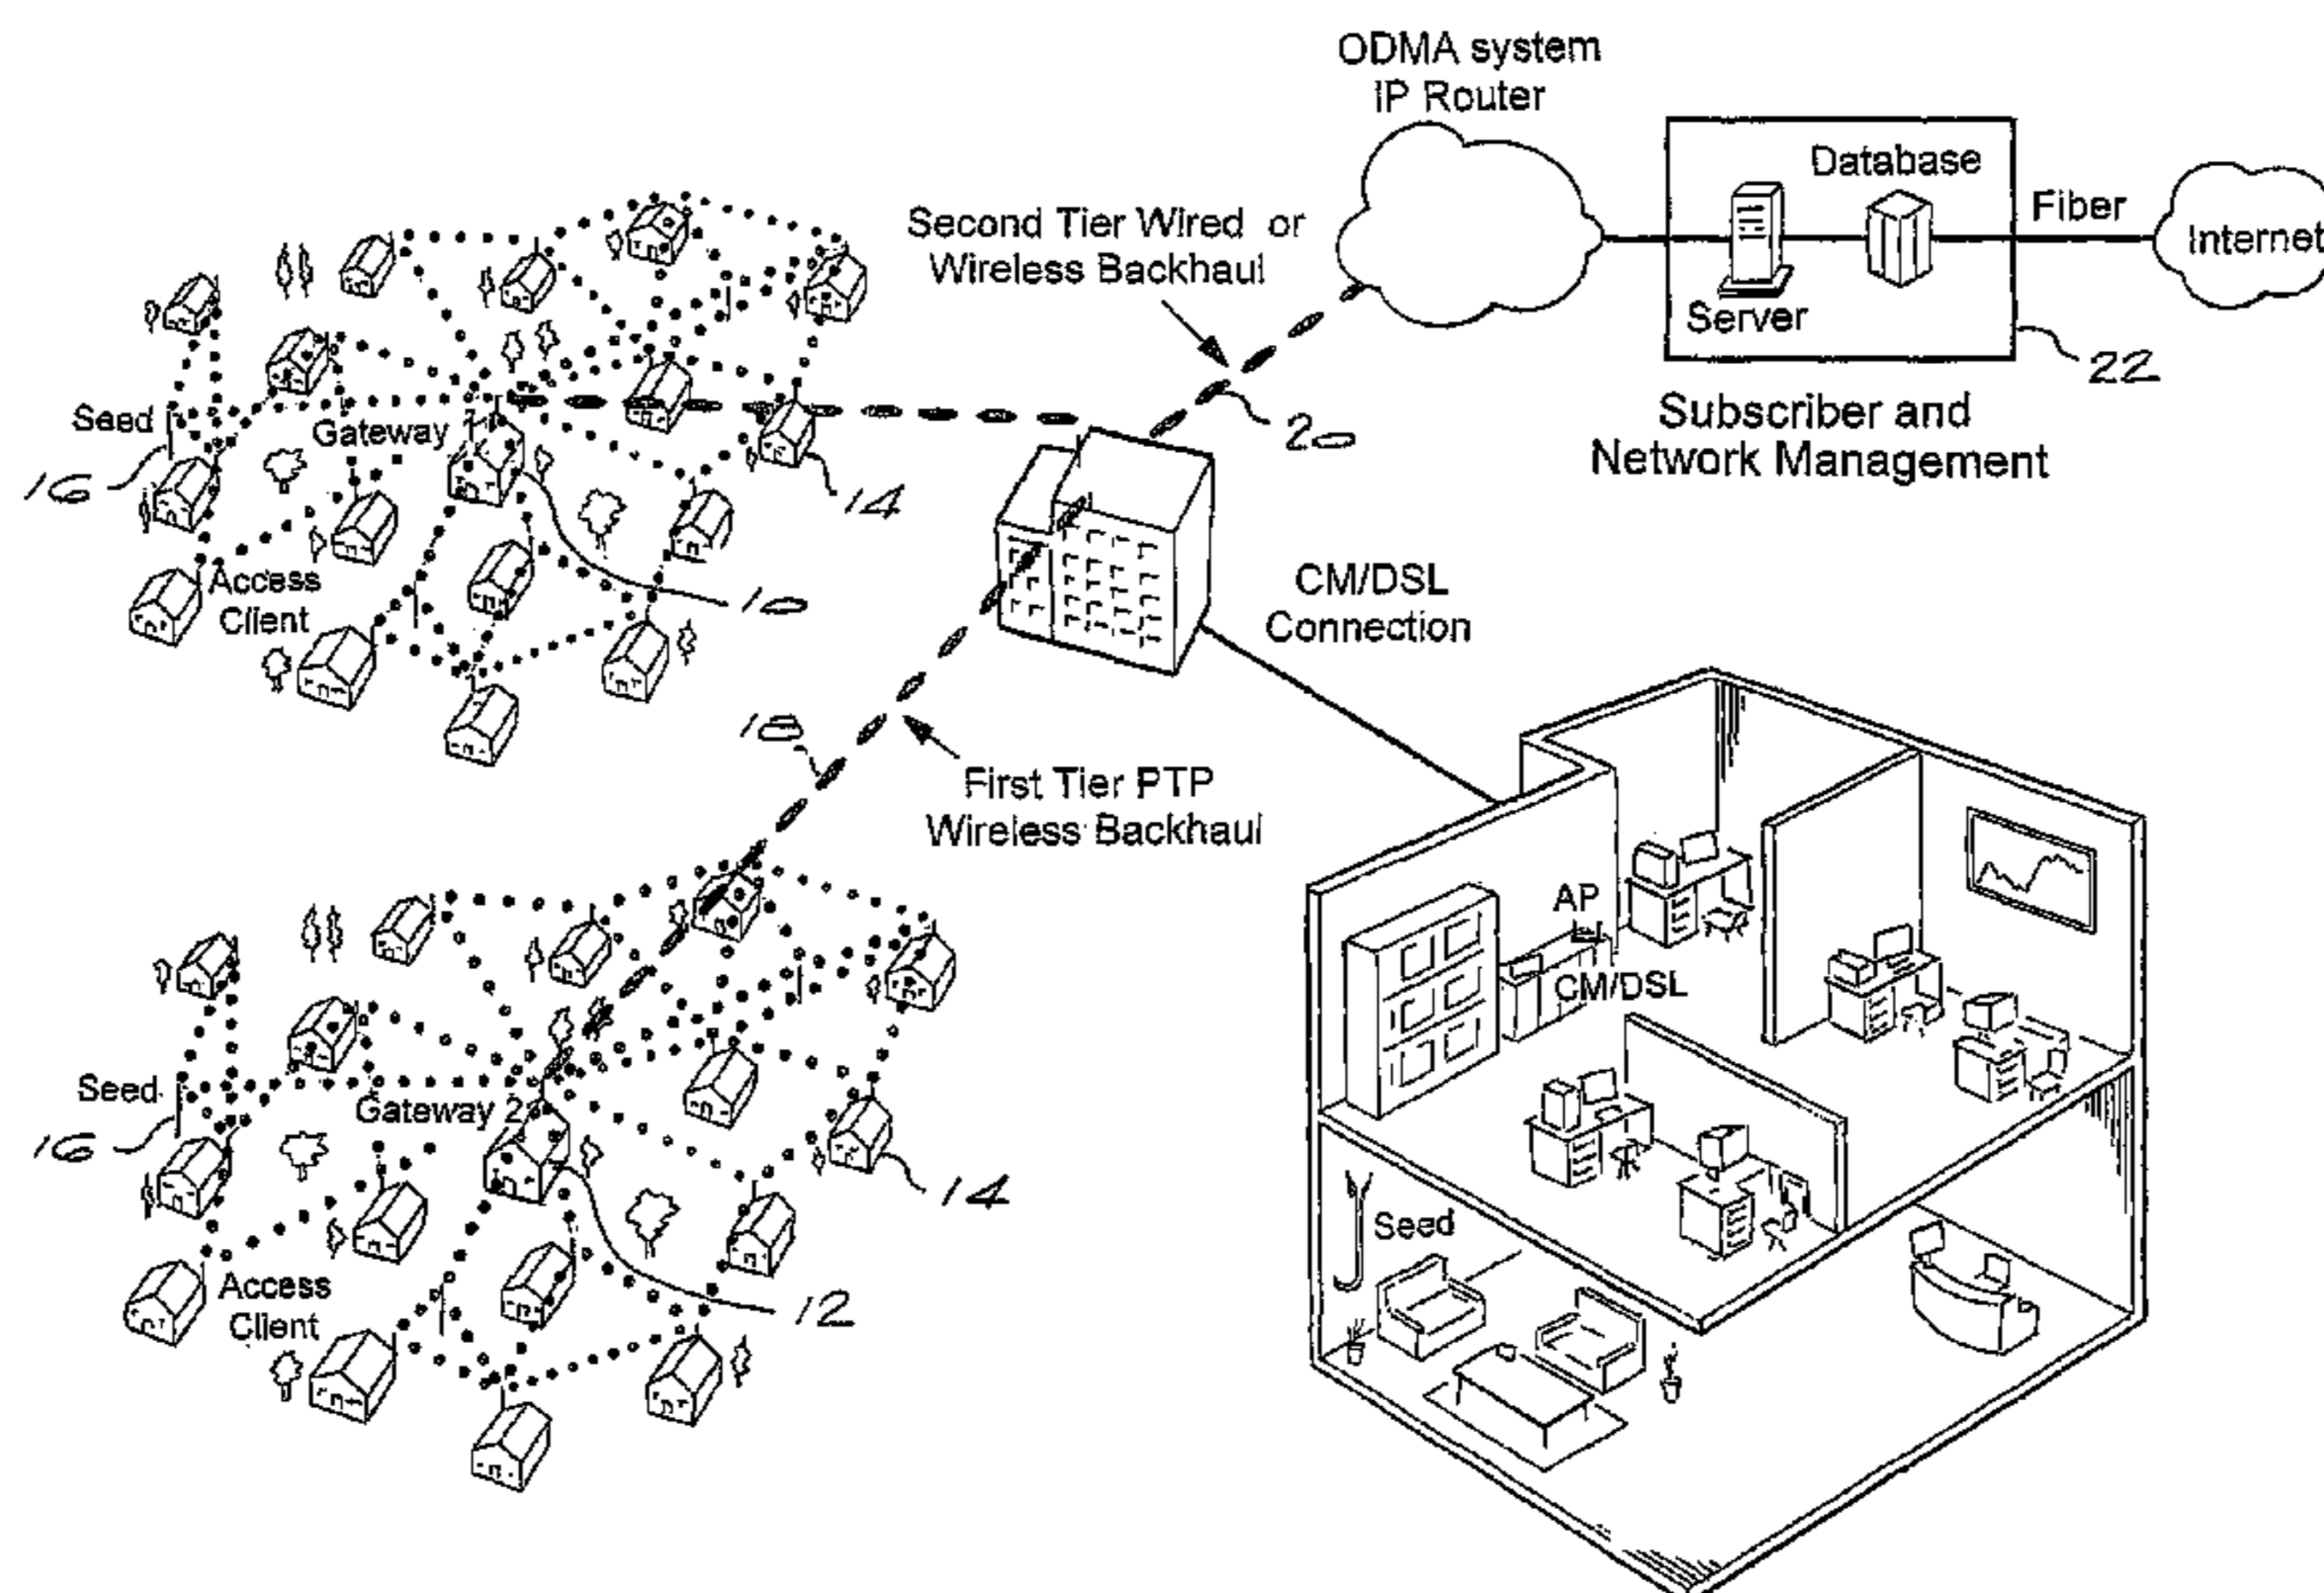 ODMA system
IP Router
Database
Fiber
Internet
Server
22
Subscriber and
Network Management
Second Tier Wired or
Wireless Backhaul
20
Seed
16
Gateway
14
10
Access
Client
CM/DSL
Connection
First Tier PTP
Wireless Backhaul
AP
CM/DSL
Seed
Seed
16
Gateway 2
14
12
Access
Client